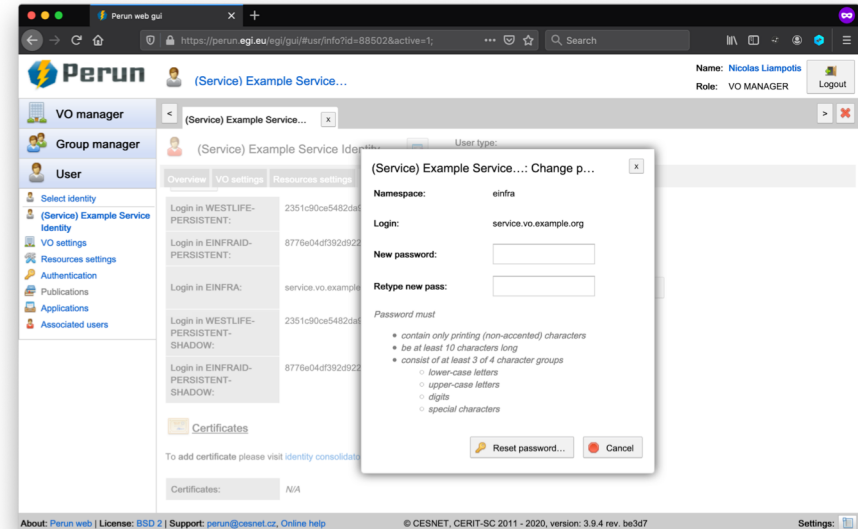 Perun web gui
https://perun.egi.eu/egi/gui/#usr/info?id=88502&active=1;
Search
Perun
(Service) Example Service...
Name: Nicolas Liampotis
Role: VO MANAGER
Logout
VO manager
Group manager
User
Select identity
(Service) Example Service
Identity
VO settings
Resources settings
Authentication
Publications
Applications
Associated users
< (Service) Example Service... x >
(Service) Example Service Identity
User type:
Overview VO settings Resources settings
Login in WESTLIFE-
PERSISTENT:
2351c90ce5482da9
Login in EINFRAID-
PERSISTENT:
8776e04df392d922
Login in EINFRA:
service.vo.example
Login in WESTLIFE-
PERSISTENT-
SHADOW:
2351c90ce5482da9
Login in EINFRAID-
PERSISTENT-
SHADOW:
8776e04df392d922
Certificates
To add certificate please visit identity consolidato
Certificates: N/A
(Service) Example Service...: Change p... x
Namespace: einfra
Login: service.vo.example.org
New password:
Retype new pass:
Password must
contain only printing (non-accented) characters
be at least 10 characters long
consist of at least 3 of 4 character groups
lower-case letters
upper-case letters
digits
special characters
Reset password... Cancel
About: Perun web | License: BSD 2 | Support: perun@cesnet.cz, Online help
© CESNET, CERIT-SC 2011 - 2020, version: 3.9.4 rev. be3d7
Settings: